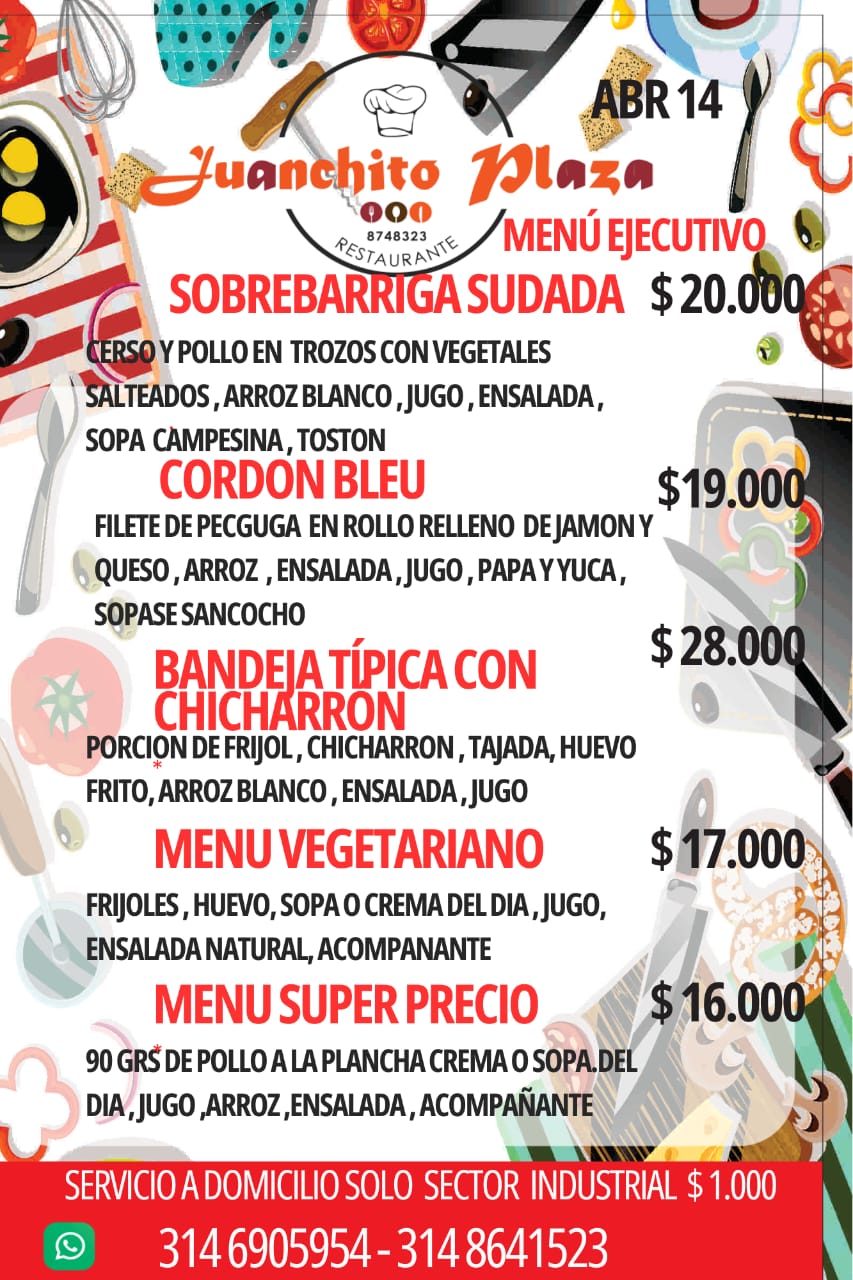 ABR 14
Juanchito Plaza
8748323
RESTAURANTE
MENÚ EJECUTIVO
SOBREBARRIGA SUDADA $ 20.000
CERSO Y POLLO EN TROZOS CON VEGETALES
SALTEADOS , ARROZ BLANCO , JUGO , ENSALADA ,
SOPA CAMPESINA , TOSTON
CORDON BLEU $19.000
FILETE DE PECGUGA EN ROLLO RELLENO DE JAMON Y
QUESO , ARROZ , ENSALADA , JUGO , PAPA Y YUCA ,
SOPASE SANCOCHO
$ 28.000
BANDEJA TÍPICA CON
CHICHARRÓN
PORCION DE FRIJOL , CHICHARRON , TAJADA, HUEVO
FRITO, ARROZ BLANCO , ENSALADA , JUGO
MENU VEGETARIANO $ 17.000
FRIJOLES , HUEVO, SOPA O CREMA DEL DIA , JUGO,
ENSALADA NATURAL, ACOMPANANTE
MENU SUPER PRECIO $ 16.000
90 GRS DE POLLO A LA PLANCHA CREMA O SOPA.DEL
DIA , JUGO ,ARROZ ,ENSALADA , ACOMPAÑANTE
SERVICIO A DOMICILIO SOLO SECTOR INDUSTRIAL $ 1.000
314 6905954 - 314 8641523